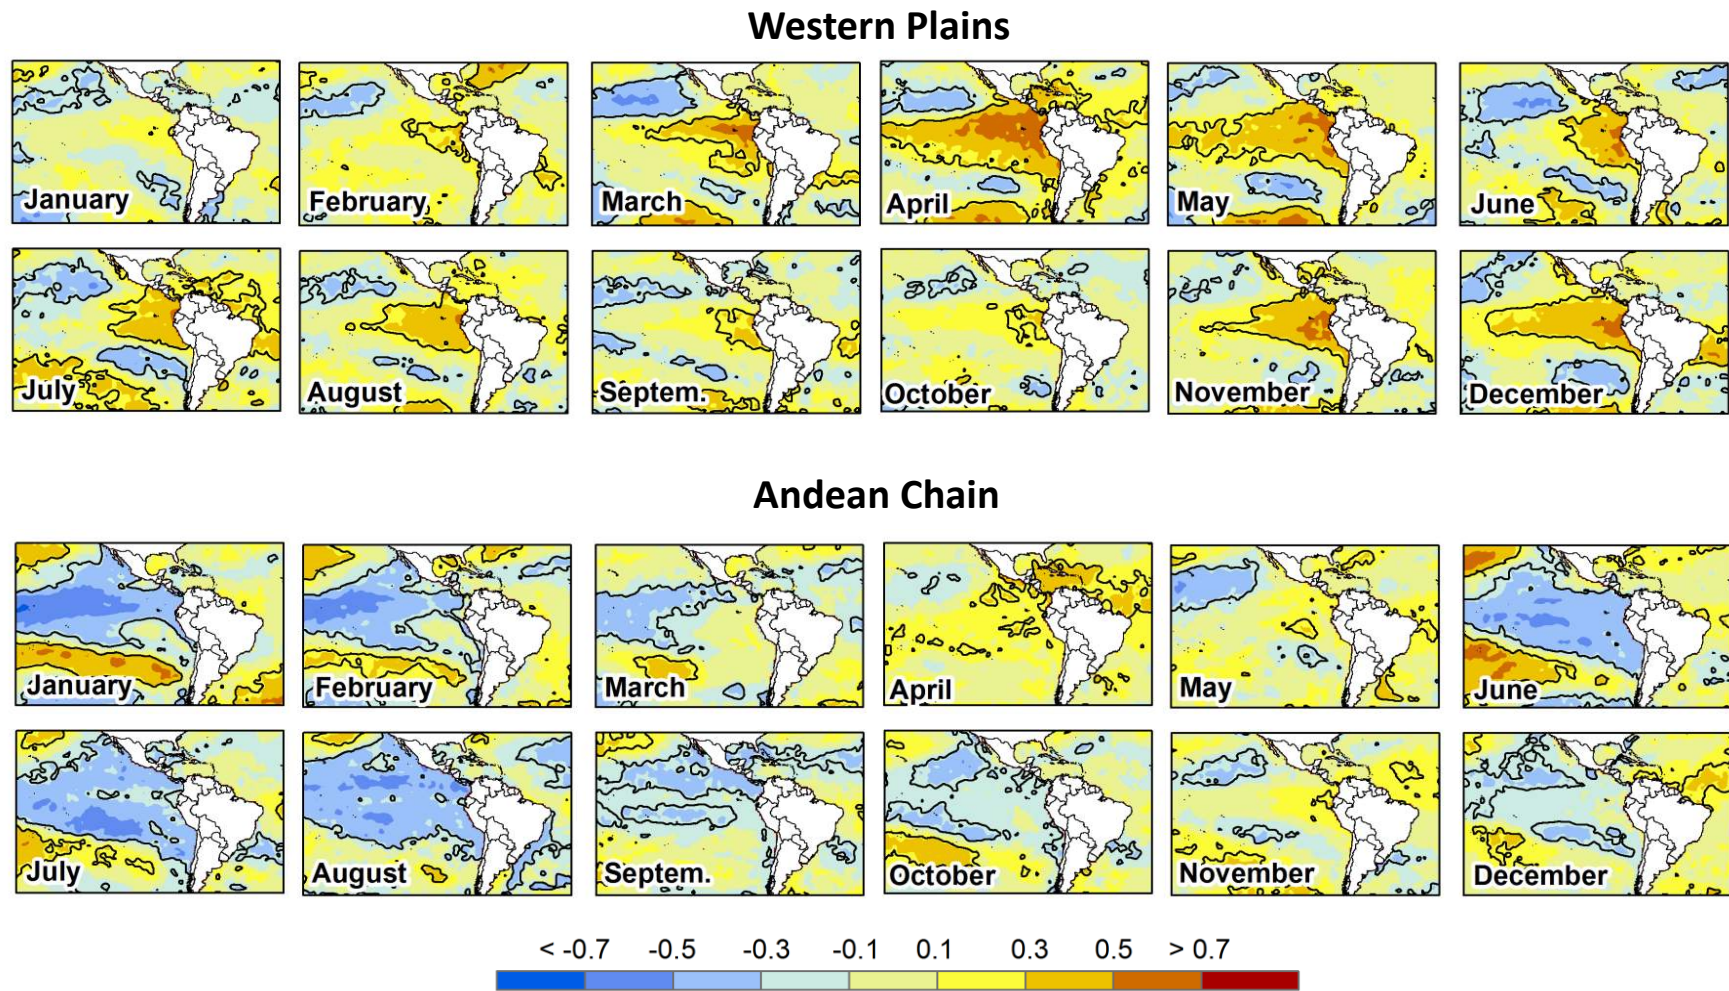 Western Plains
January February March April May June
July August Septem. October November December
Andean Chain
January February March April May June
July August Septem. October November December
< -0.7 -0.5 -0.3 -0.1 0.1 0.3 0.5 > 0.7